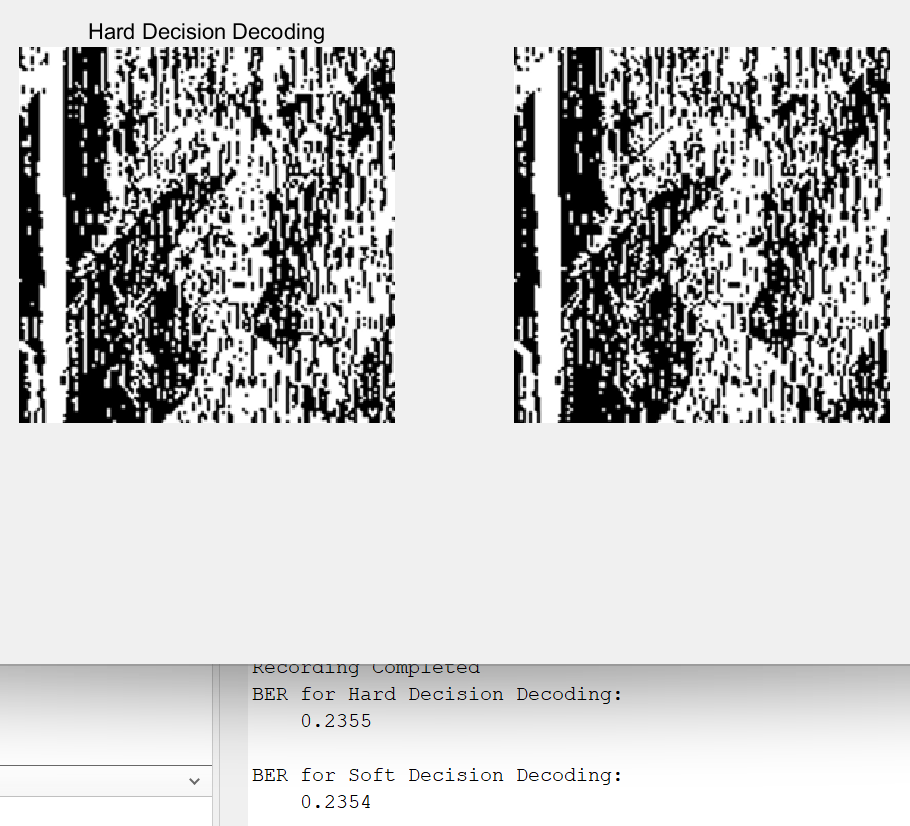 Hard Decision Decoding
Recording Completed
BER for Hard Decision Decoding:
0.2355
BER for Soft Decision Decoding:
0.2354